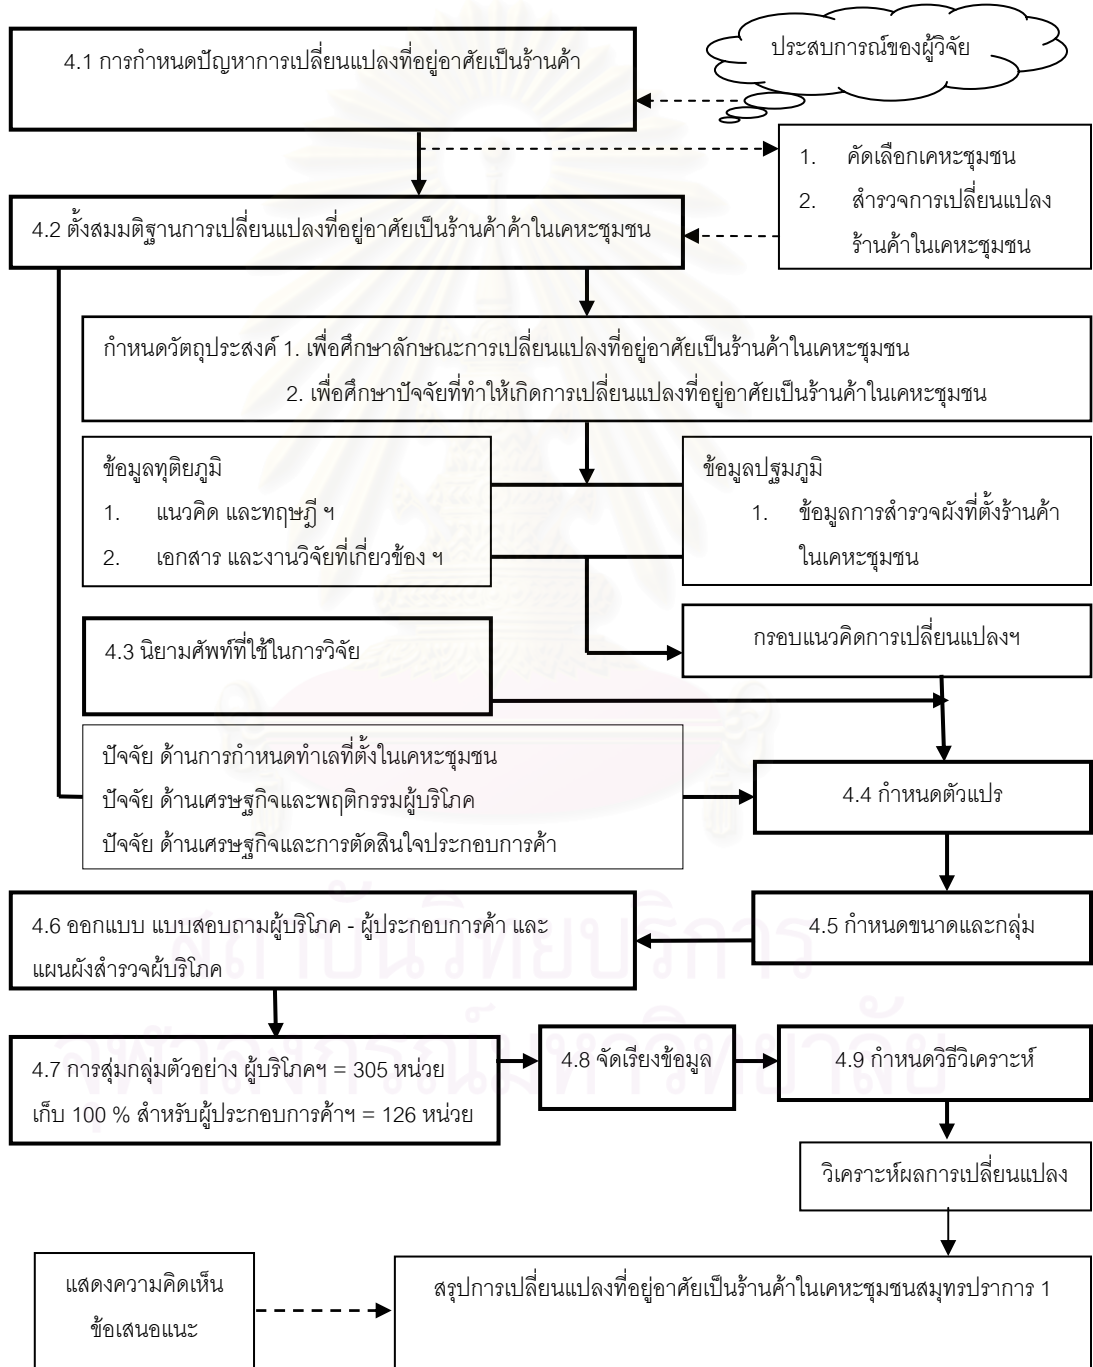 ประสบการณ์ของผู้วิจัย
4.1 การกำหนดปัญหาการเปลี่ยนแปลงที่อยู่อาศัยเป็นร้านค้า
1. คัดเลือกเคหะชุมชน
2. สำรวจการเปลี่ยนแปลง
ร้านค้าในเคหะชุมชน
4.2 ตั้งสมมติฐานการเปลี่ยนแปลงที่อยู่อาศัยเป็นร้านค้าค้าในเคหะชุมชน
กำหนดวัตถุประสงค์ 1. เพื่อศึกษาลักษณะการเปลี่ยนแปลงที่อยู่อาศัยเป็นร้านค้าในเคหะชุมชน
2. เพื่อศึกษาปัจจัยที่ทำให้เกิดการเปลี่ยนแปลงที่อยู่อาศัยเป็นร้านค้าในเคหะชุมชน
ข้อมูลทุติยภูมิ
1. แนวคิด และทฤษฎี ฯ
2. เอกสาร และงานวิจัยที่เกี่ยวข้อง ฯ
ข้อมูลปฐมภูมิ
1. ข้อมูลการสำรวจผังที่ตั้งร้านค้า
ในเคหะชุมชน
กรอบแนวคิดการเปลี่ยนแปลงฯ
4.3 นิยามศัพท์ที่ใช้ในการวิจัย
ปัจจัย ด้านการกำหนดทำเลที่ตั้งในเคหะชุมชน
ปัจจัย ด้านเศรษฐกิจและพฤติกรรมผู้บริโภค
ปัจจัย ด้านเศรษฐกิจและการตัดสินใจประกอบการค้า
4.4 กำหนดตัวแปร
4.5 กำหนดขนาดและกลุ่ม
4.6 ออกแบบ แบบสอบถามผู้บริโภค - ผู้ประกอบการค้า และ
แผนผังสำรวจผู้บริโภค
4.7 การสุ่มกลุ่มตัวอย่าง ผู้บริโภคฯ = 305 หน่วย
เก็บ 100 % สำหรับผู้ประกอบการค้าฯ = 126 หน่วย
4.8 จัดเรียงข้อมูล
4.9 กำหนดวิธีวิเคราะห์
วิเคราะห์ผลการเปลี่ยนแปลง
แสดงความคิดเห็น
ข้อเสนอแนะ
สรุปการเปลี่ยนแปลงที่อยู่อาศัยเป็นร้านค้าในเคหะชุมชนสมุทรปราการ 1
สถาบันวิทยบริการ
จุฬาลงกรณ์มหาวิทยาลัย